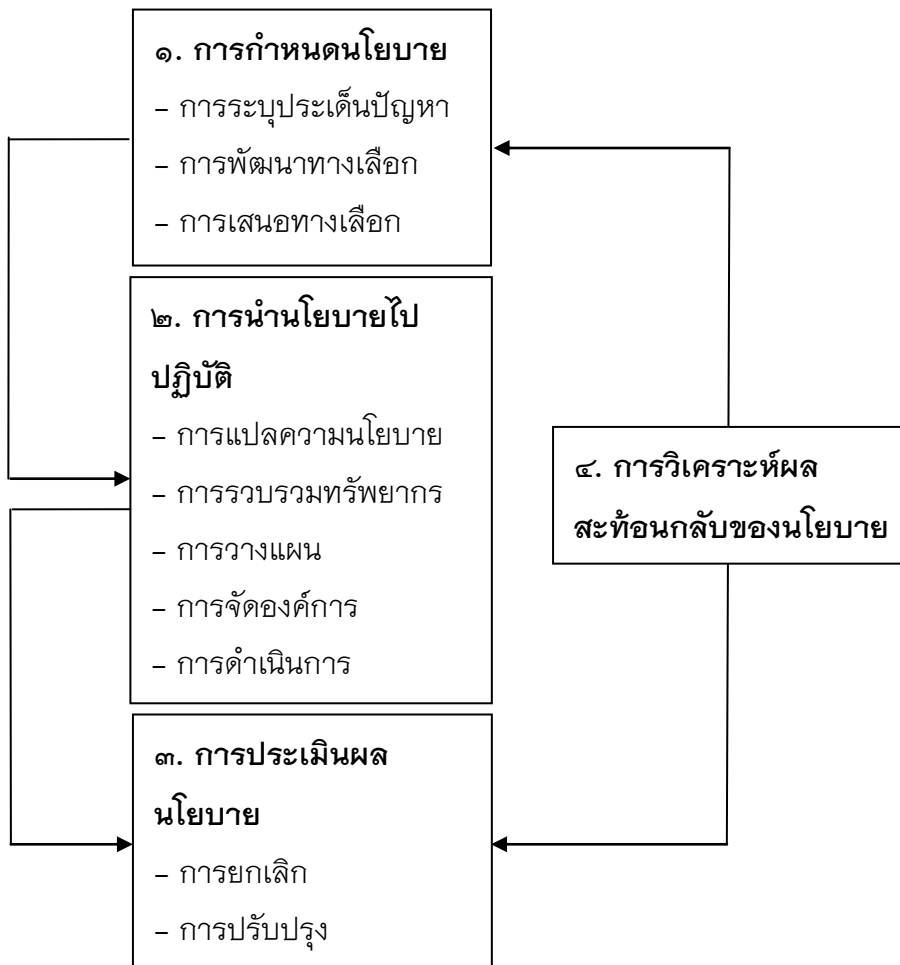 ๑. การกำหนดนโยบาย
– การระบุประเด็นปัญหา
– การพัฒนาทางเลือก
– การเสนอทางเลือก
๒. การนำนโยบายไป
ปฏิบัติ
– การแปลความนโยบาย
– การรวบรวมทรัพยากร
– การวางแผน
– การจัดองค์การ
– การดำเนินการ
๓. การประเมินผล
นโยบาย
– การยกเลิก
– การปรับปรุง
๔. การวิเคราะห์ผล
สะท้อนกลับของนโยบาย